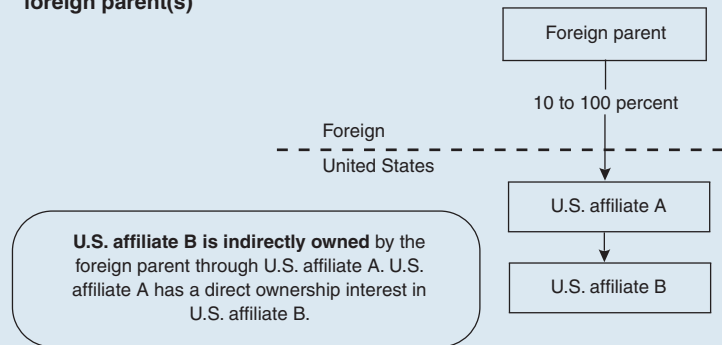 foreign parent(s)
Foreign parent
10 to 100 percent
Foreign
United States
U.S. affiliate A
U.S. affiliate B is indirectly owned by the
foreign parent through U.S. affiliate A. U.S.
affiliate A has a direct ownership interest in
U.S. affiliate B.
U.S. affiliate B